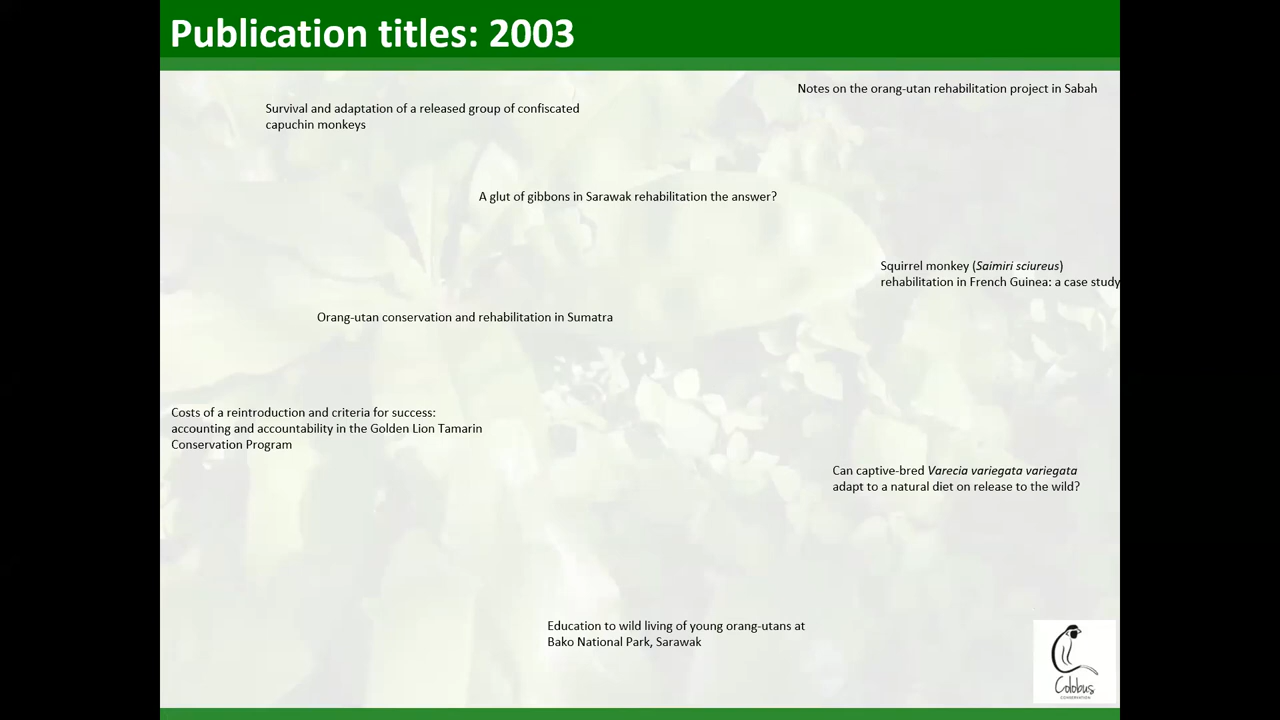 Publication titles: 2003
Notes on the orang-utan rehabilitation project in Sabah
Survival and adaptation of a released group of confiscated
capuchin monkeys
A glut of gibbons in Sarawak rehabilitation the answer?
Squirrel monkey (Saimiri sciureus)
rehabilitation in French Guinea: a case study
Orang-utan conservation and rehabilitation in Sumatra
Costs of a reintroduction and criteria for success:
accounting and accountability in the Golden Lion Tamarin
Conservation Program
Can captive-bred Varecia variegata variegata
adapt to a natural diet on release to the wild?
Education to wild living of young orang-utans at
Bako National Park, Sarawak
Colobus
CONSERVATION